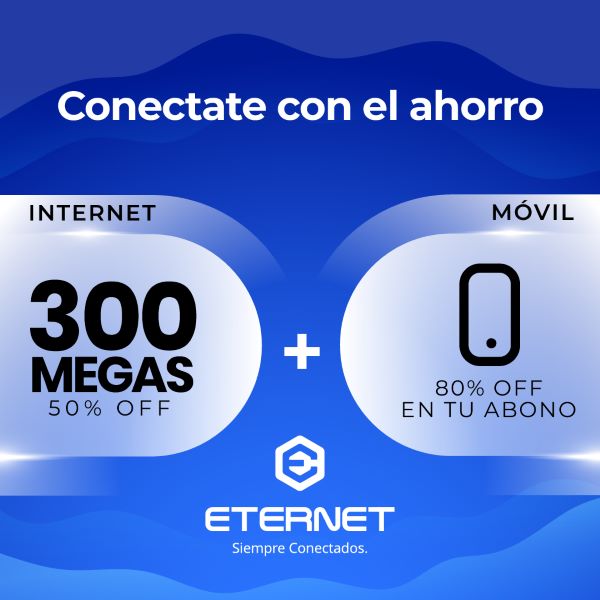 Conectate con el ahorro
INTERNET
300
MEGAS
50% OFF
+
MÓVIL
80% OFF
EN TU ABONO
ETERNET
Siempre Conectados.